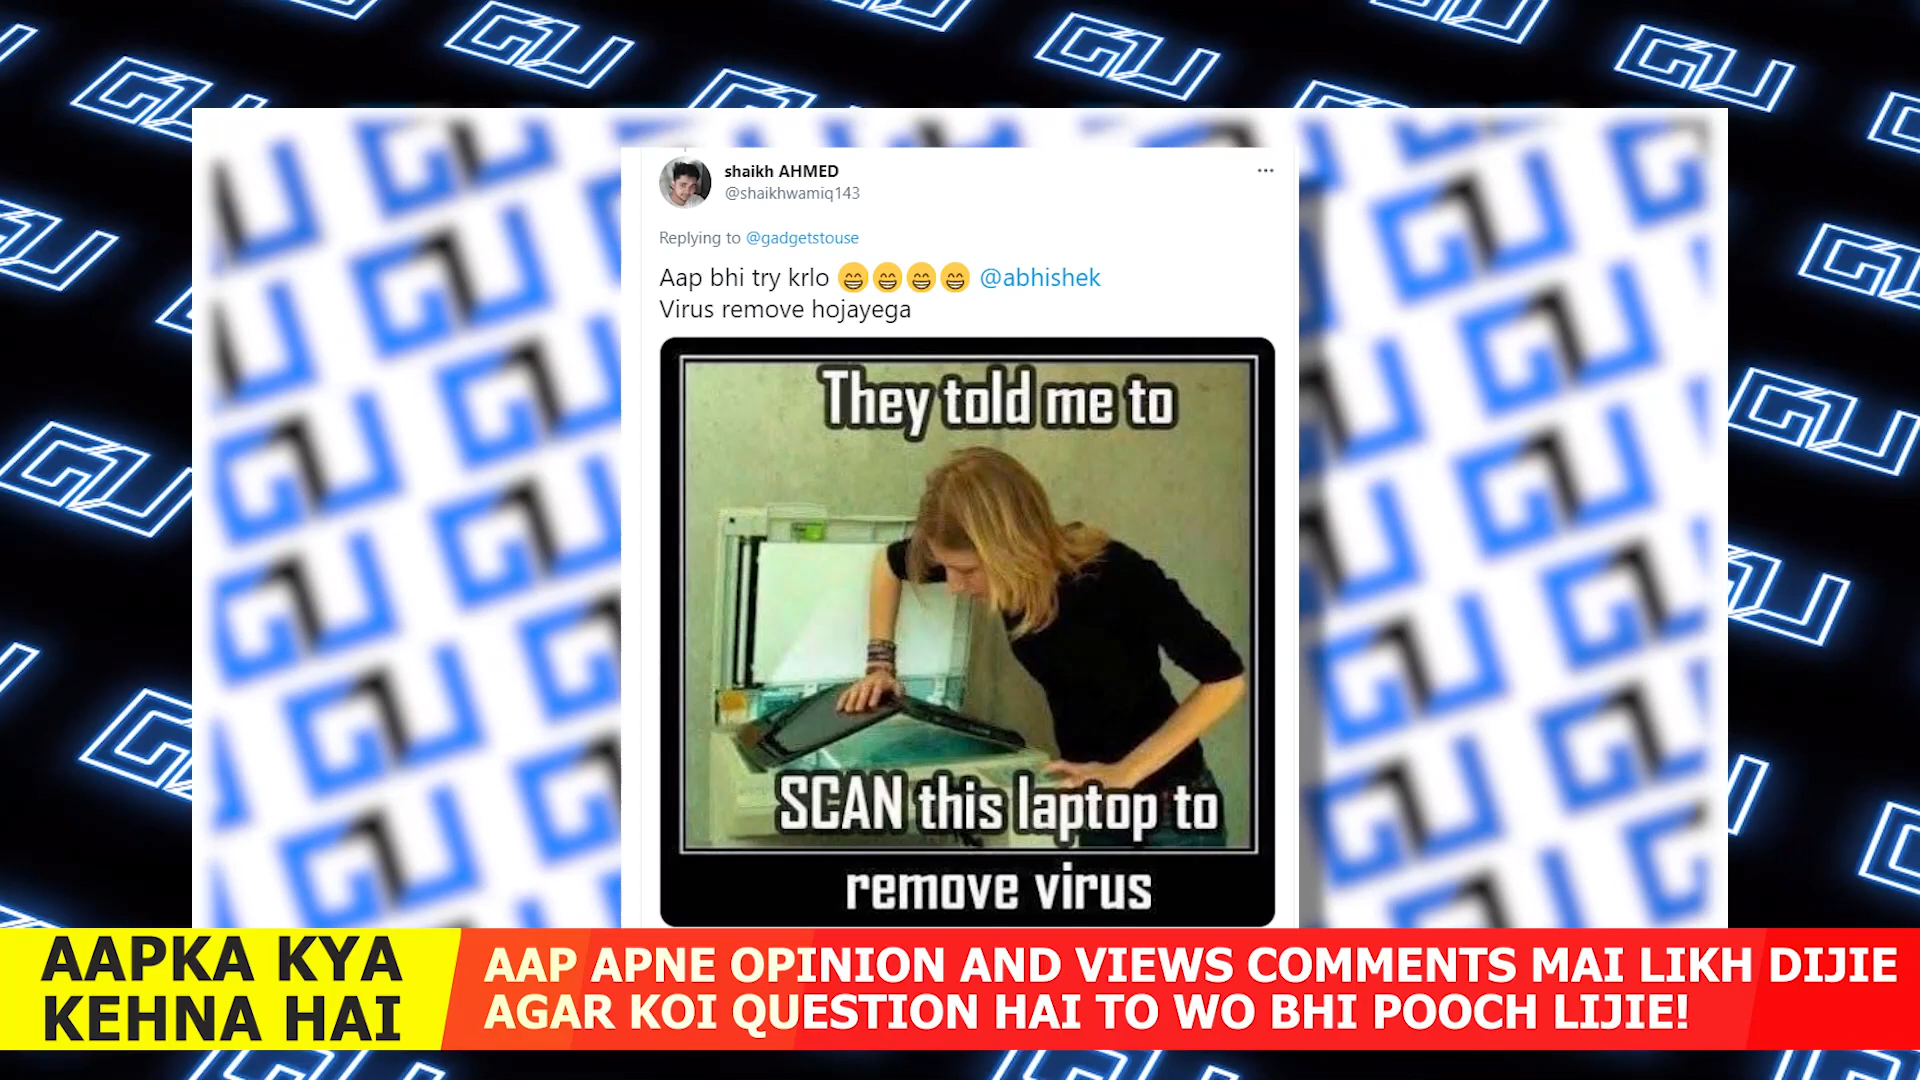 shaikh AHMED
@shaikhwamiq143
Replying to @gadgetstouse
Aap bhi try krlo 😁😁😁😁 @abhishek
Virus remove hojayega
They told me to
SCAN this laptop to
remove virus
AAPKA KYA
KEHNA HAI
AAP APNE OPINION AND VIEWS COMMENTS MAI LIKH DIJIE
AGAR KOI QUESTION HAI TO WO BHI POOCH LIJIE!